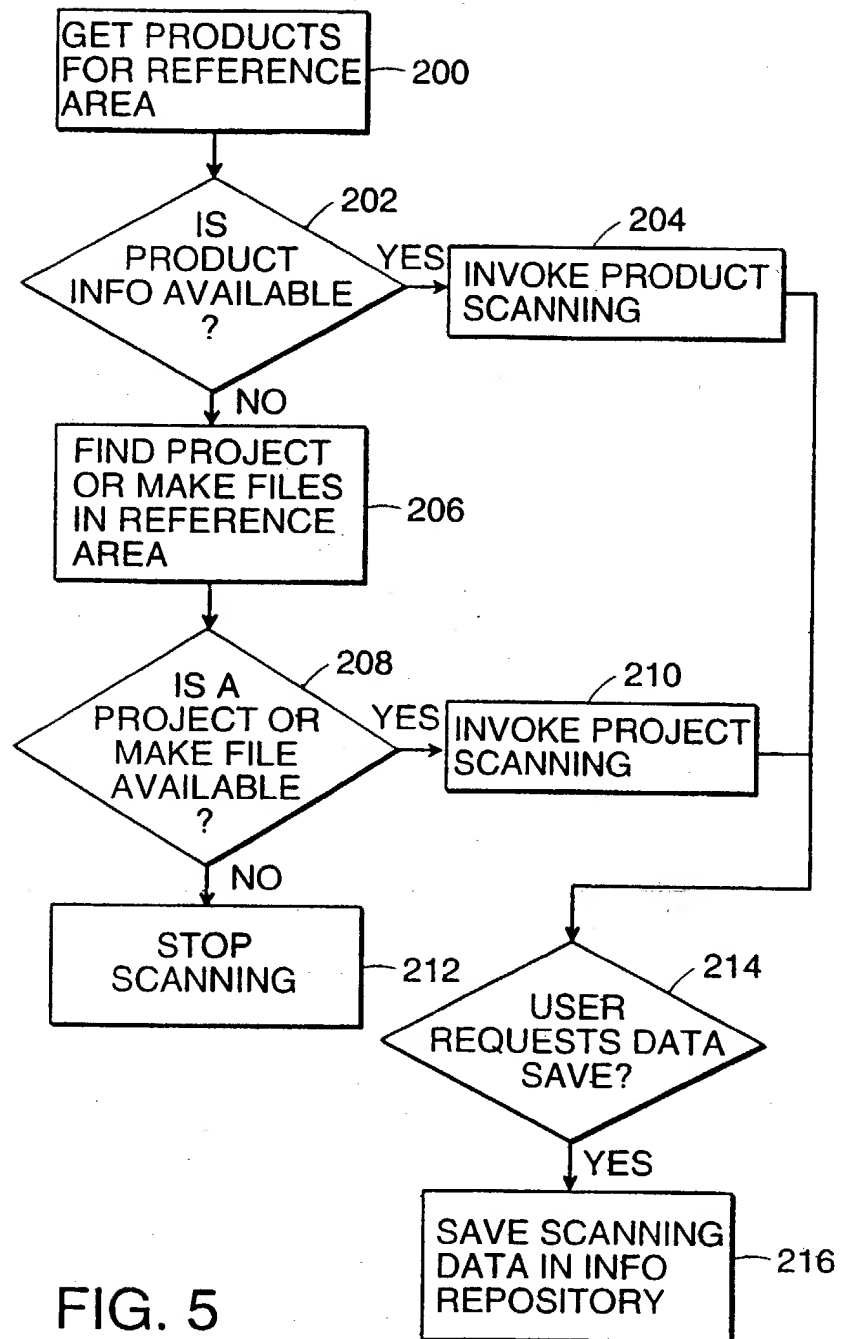 GET PRODUCTS
FOR REFERENCE
AREA
200
202
IS
PRODUCT
INFO AVAILABLE
?
YES
204
INVOKE PRODUCT
SCANNING
NO
FIND PROJECT
OR MAKE FILES
IN REFERENCE
AREA
206
208
IS A
PROJECT OR
MAKE FILE
AVAILABLE
?
YES
210
INVOKE PROJECT
SCANNING
NO
STOP
SCANNING
212
214
USER
REQUESTS DATA
SAVE?
YES
SAVE SCANNING
DATA IN INFO
REPOSITORY
216
FIG. 5